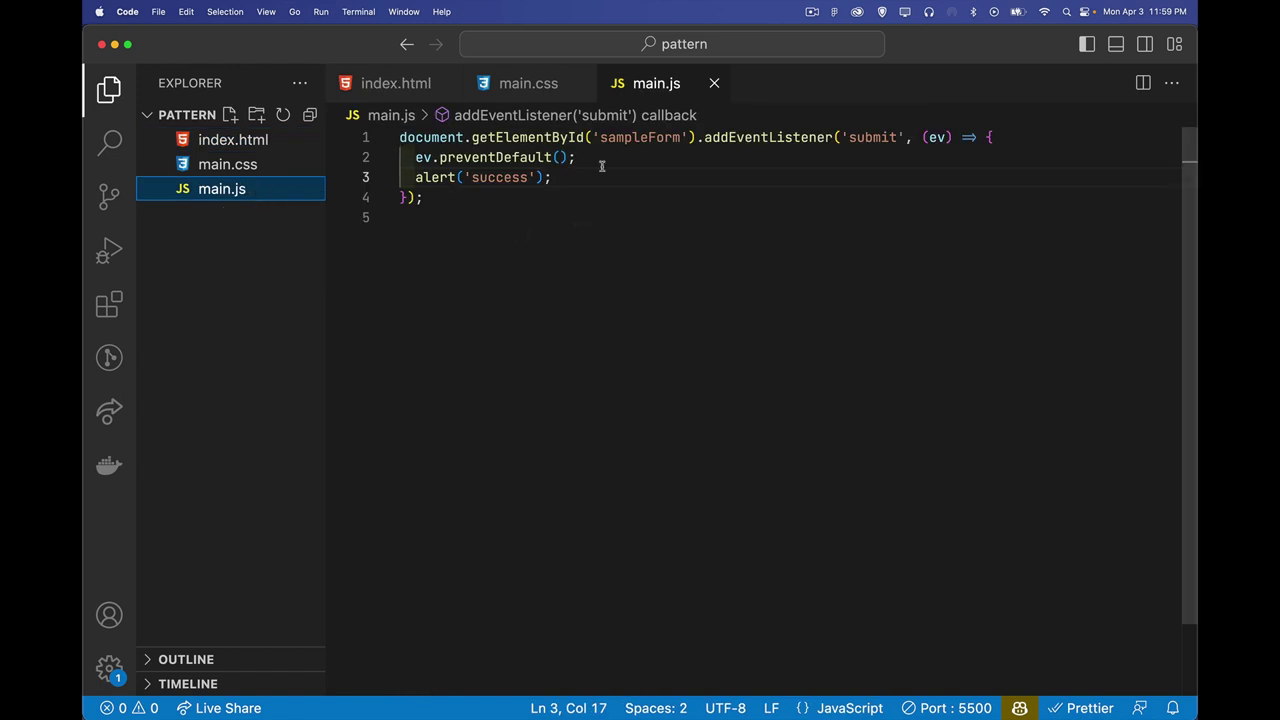 Code File Edit Selection View Go Run Terminal Window Help Mon Apr 3 11:59 PM
pattern
EXPLORER
index.html main.css JS main.js
PATTERN
JS main.js > addEventListener('submit') callback
index.html
main.css
JS main.js
1 document.getElementById('sampleForm').addEventListener('submit', (ev) => {
2 ev.preventDefault();
3 alert('success');
4 });
5
OUTLINE
TIMELINE
1
0 0 Live Share Ln 3, Col 17 Spaces: 2 UTF-8 LF {} JavaScript Port : 5500 Prettier